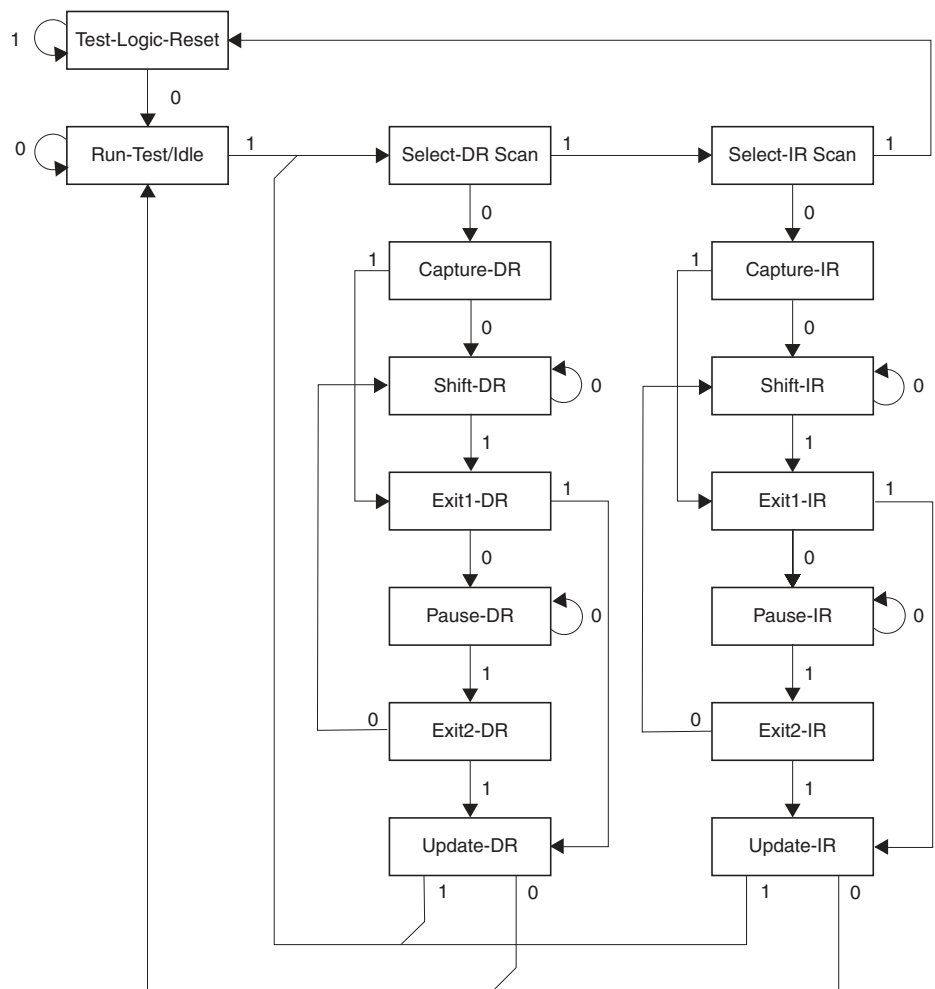 Test-Logic-Reset
1
0
Run-Test/Idle
0
1
Select-DR Scan
1
Select-IR Scan
1
0
0
Capture-DR
1
Capture-IR
1
0
0
Shift-DR
0
Shift-IR
0
1
1
Exit1-DR
1
Exit1-IR
1
0
0
Pause-DR
0
Pause-IR
0
1
1
Exit2-DR
0
Exit2-IR
0
1
1
Update-DR
Update-IR
1
0
1
0